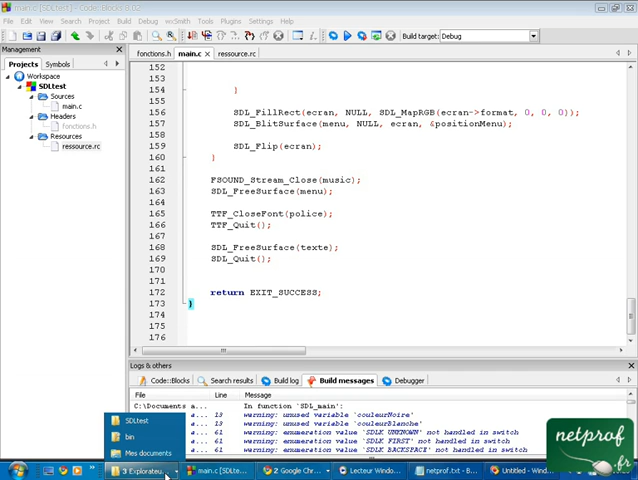 main.c [SDLtest] - Code::Blocks 8.02
File Edit View Search Project Build Debug wxSmith Tools Plugins Settings Help
Build target: Debug
Management
Projects Symbols
Workspace
SDLtest
Sources
main.c
Headers
fonctions.h
Resources
ressource.rc
fonctions.h main.c ressource.rc
152
153
154 }
155
156 SDL_FillRect(ecran, NULL, SDL_MapRGB(ecran->format, 0, 0, 0));
157 SDL_BlitSurface(menu, NULL, ecran, &positionMenu);
158
159 SDL_Flip(ecran);
160 }
161
162 FSOUND_Stream_Close(music);
163 SDL_FreeSurface(menu);
164
165 TTF_CloseFont(police);
166 TTF_Quit();
167
168 SDL_FreeSurface(texte);
169 SDL_Quit();
170
171
172 return EXIT_SUCCESS;
173 }
174
175
176
Logs & others
Code::Blocks Search results Build log Build messages Debugger
File Line Message
C:\Documents a... In function `SDL_main':
a... 13 warning: unused variable 'couleurNoire'
a... 13 warning: unused variable 'couleurBlanche'
a... 61 warning: enumeration value 'SDLK_UNKNOWN' not handled in switch
a... 61 warning: enumeration value 'SDLK_FIRST' not handled in switch
a... 61 warning: enumeration value 'SDLK_BACKSPACE' not handled in switch
SDLtest
bin
Mes documents
3 Explorateu... main.c [SDLte... 2 Google Chr... Lecteur Windo... netprof.txt - B... Untitled - Wind...
netprof
.fr